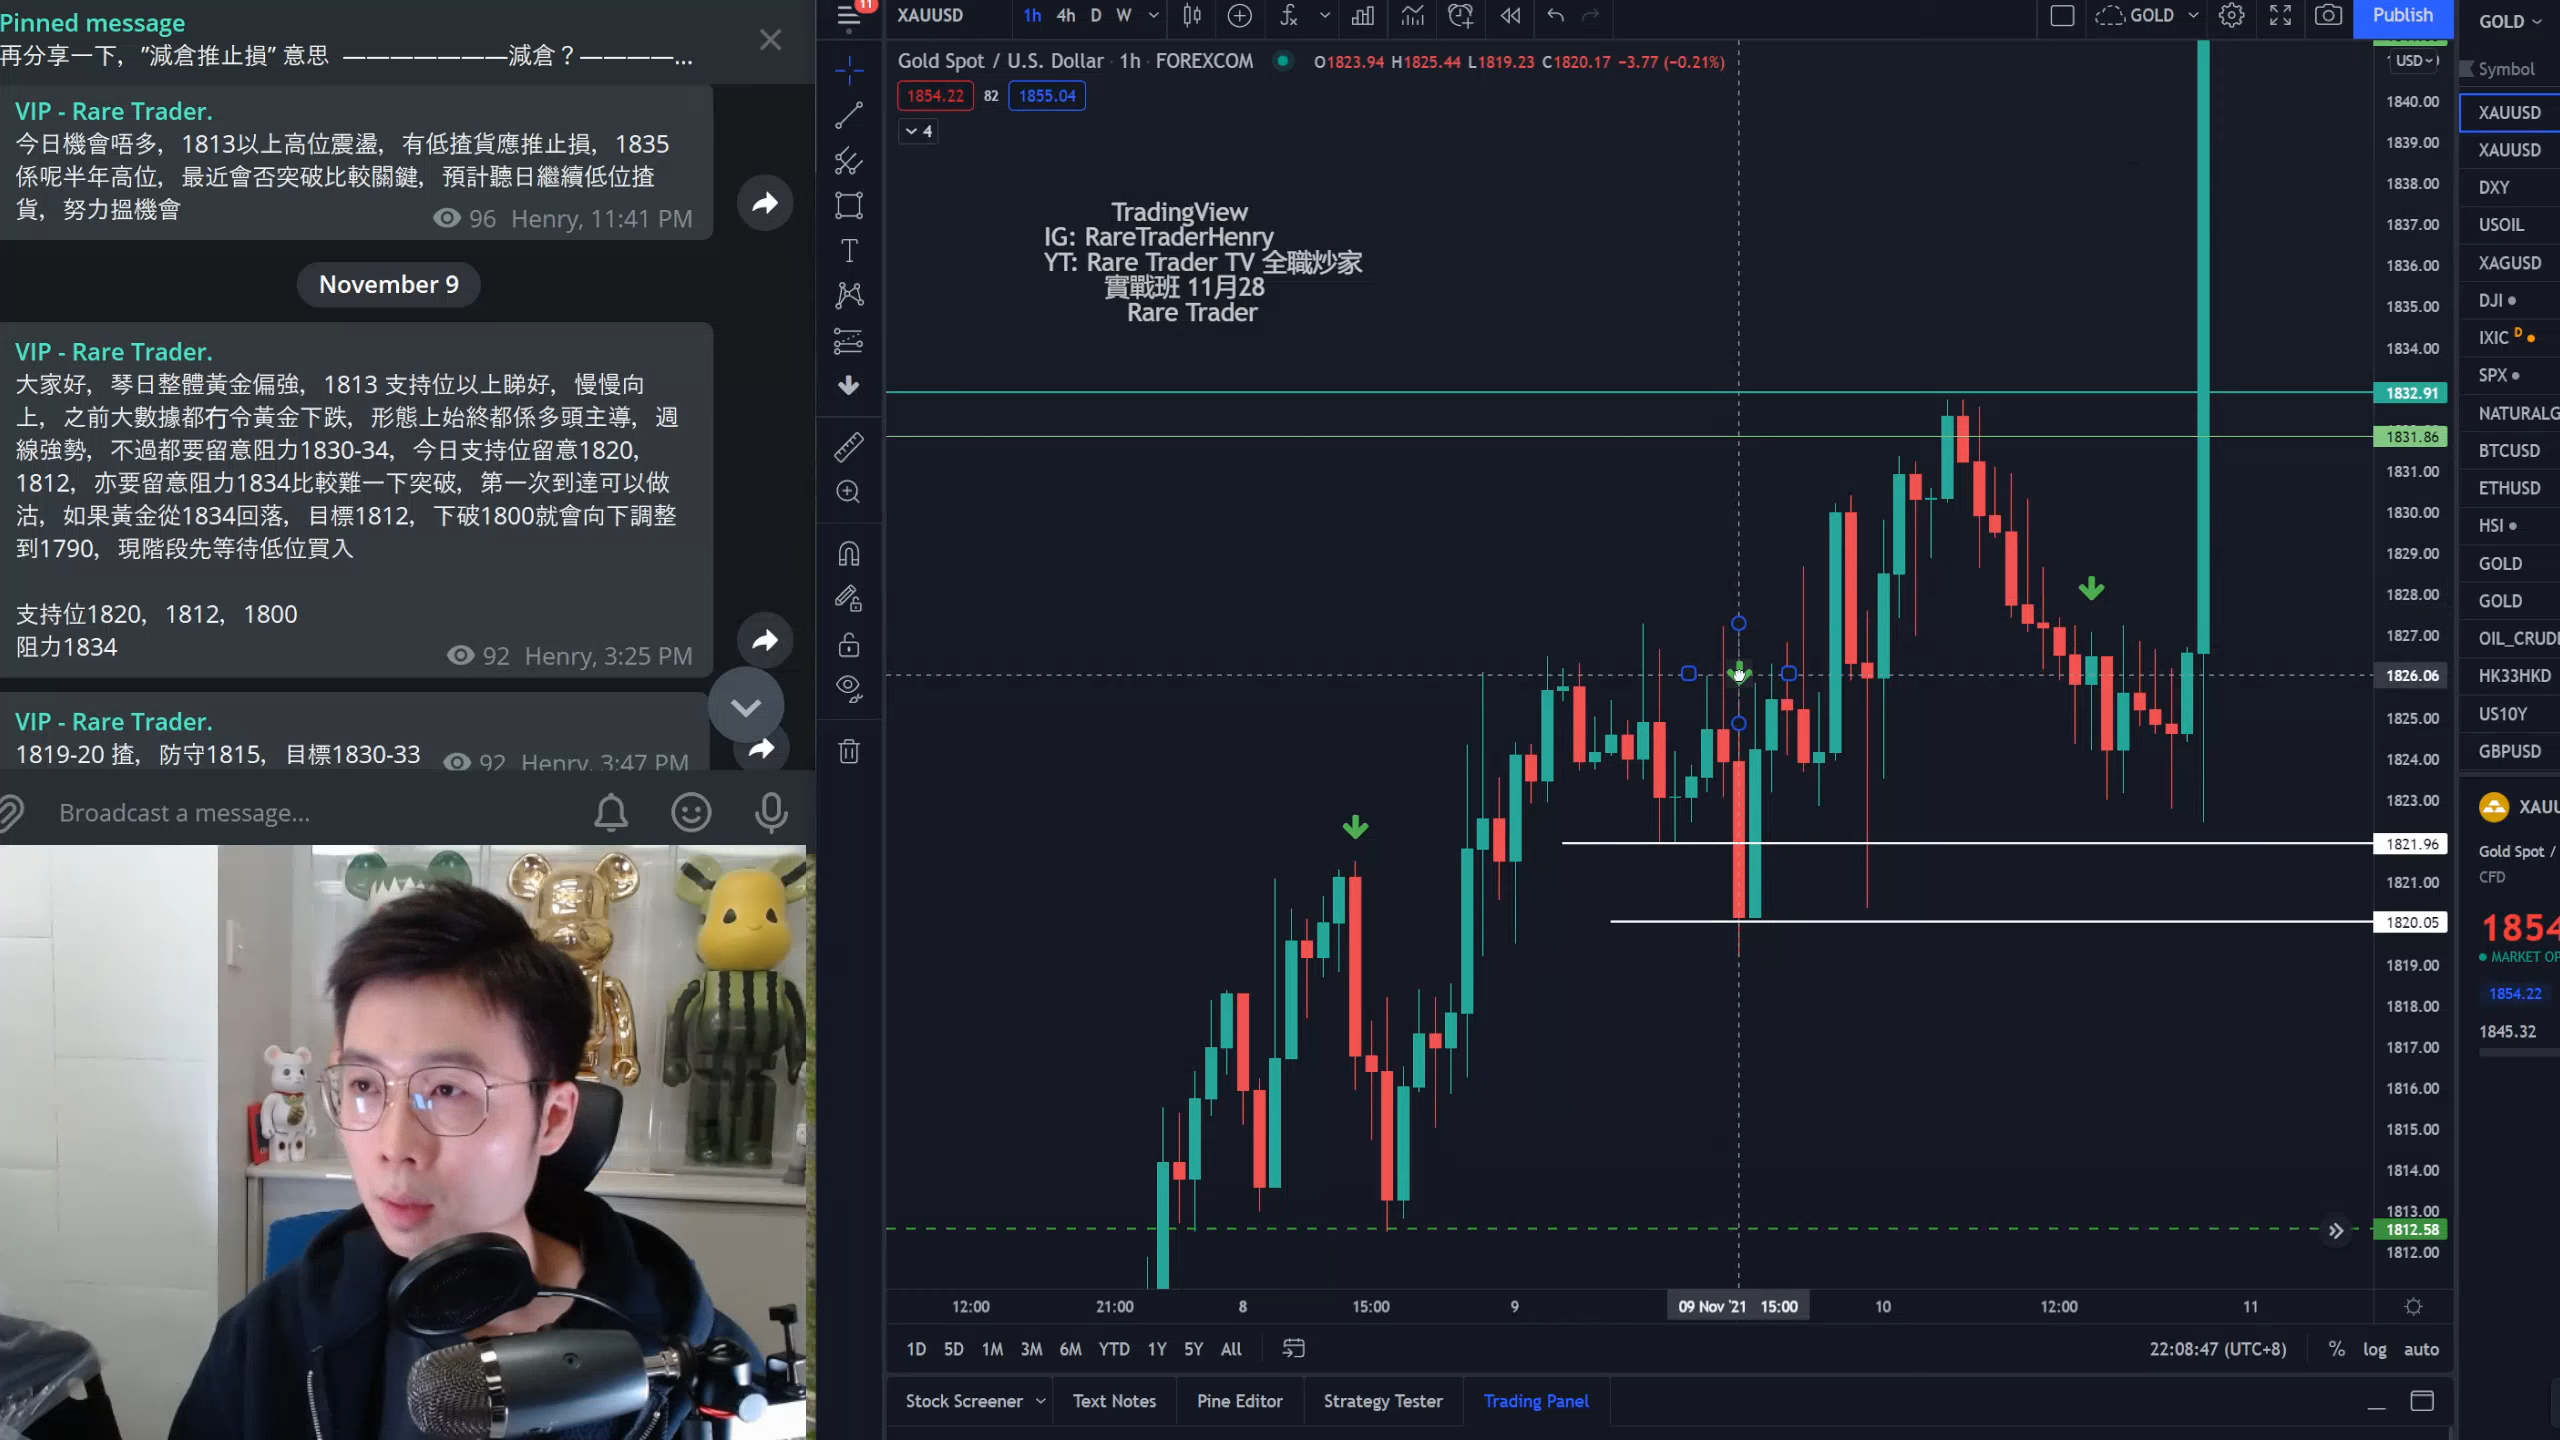 Pinned message
再分享一下, ”減倉推止損” 意思 ———————減倉？————...
VIP - Rare Trader.
今日機會唔多, 1813以上高位震盪, 有低揸貨應推止損, 1835
係呢半年高位, 最近會否突破比較關鍵, 預計聽日繼續低位揸
貨, 努力搵機會
96 Henry, 11:41 PM
November 9
VIP - Rare Trader.
大家好, 琴日整體黃金偏強, 1813 支持位以上睇好, 慢慢向
上, 之前大數據都冇令黃金下跌, 形態上始終都係多頭主導, 週
線強勢, 不過都要留意阻力1830-34, 今日支持位留意1820,
1812, 亦要留意阻力1834比較難一下突破, 第一次到達可以做
沽, 如果黃金從1834回落, 目標1812, 下破1800就會向下調整
到1790, 現階段先等待低位買入
支持位1820, 1812, 1800
阻力1834
92 Henry, 3:25 PM
VIP - Rare Trader.
1819-20 揸, 防守1815, 目標1830-33
92 Henry, 3:47 PM
Broadcast a message...
11
XAUUSD 1h 4h D W
GOLD
Publish
Gold Spot / U.S. Dollar · 1h · FOREXCOM O1823.94 H1825.44 L1819.23 C1820.17 −3.77 (−0.21%)
1854.22 82 1855.04
4
TradingView
IG: RareTraderHenry
YT: Rare Trader TV 全職炒家
實戰班 11月28
Rare Trader
USD
1840.00
1839.00
1838.00
1837.00
1836.00
1835.00
1834.00
1832.91
1831.86
1831.00
1830.00
1829.00
1828.00
1827.00
1826.06
1825.00
1824.00
1823.00
1821.96
1821.00
1820.05
1819.00
1818.00
1817.00
1816.00
1815.00
1814.00
1813.00
1812.58
1812.00
12:00 21:00 8 15:00 9 09 Nov '21 15:00 10 12:00 11
1D 5D 1M 3M 6M YTD 1Y 5Y All
22:08:47 (UTC+8) % log auto
Stock Screener Text Notes Pine Editor Strategy Tester Trading Panel
GOLD
Symbol
XAUUSD
XAUUSD
DXY
USOIL
XAGUSD
DJI
IXIC D
SPX
NATURALG
BTCUSD
ETHUSD
HSI
GOLD
GOLD
OIL_CRUD
HK33HKD
US10Y
GBPUSD
XAUU
Gold Spot /
CFD
1854
MARKET OP
1854.22
1845.32